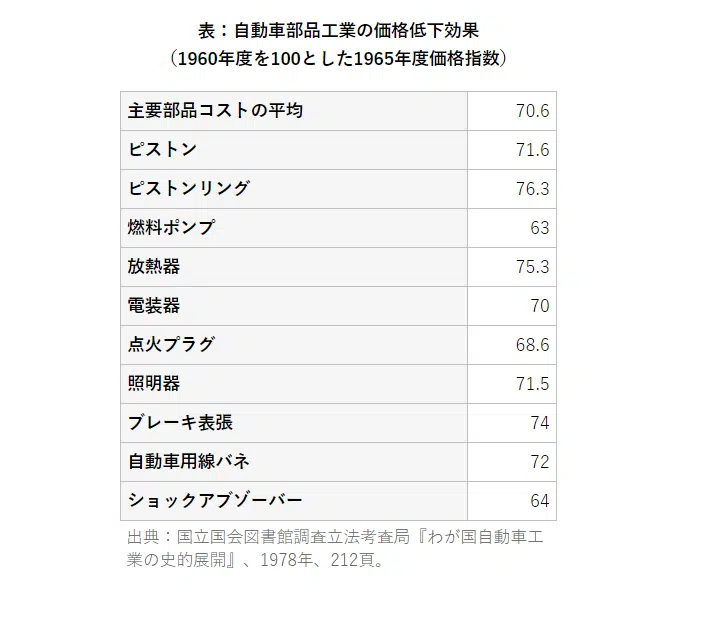 表：自動車部品工業の価格低下効果
（1960年度を100とした1965年度価格指数）
主要部品コストの平均 70.6
ピストン 71.6
ピストンリング 76.3
燃料ポンプ 63
放熱器 75.3
電装器 70
点火プラグ 68.6
照明器 71.5
ブレーキ表張 74
自動車用線バネ 72
ショックアブゾーバー 64
出典：国立国会図書館調査立法考査局『わが国自動車工
業の史的展開』、1978年、212頁。